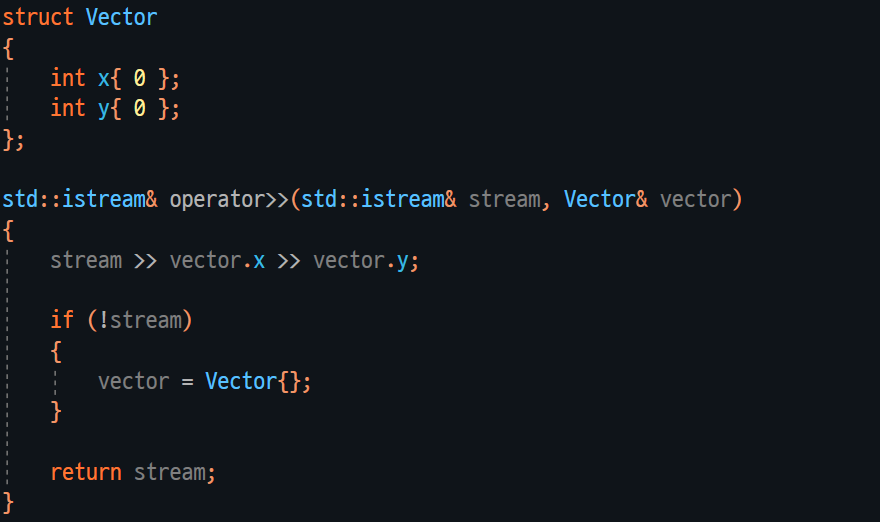 struct Vector
{
    int x{ 0 };
    int y{ 0 };
};

std::istream& operator>>(std::istream& stream, Vector& vector)
{
    stream >> vector.x >> vector.y;

    if (!stream)
    {
        vector = Vector{};
    }

    return stream;
}